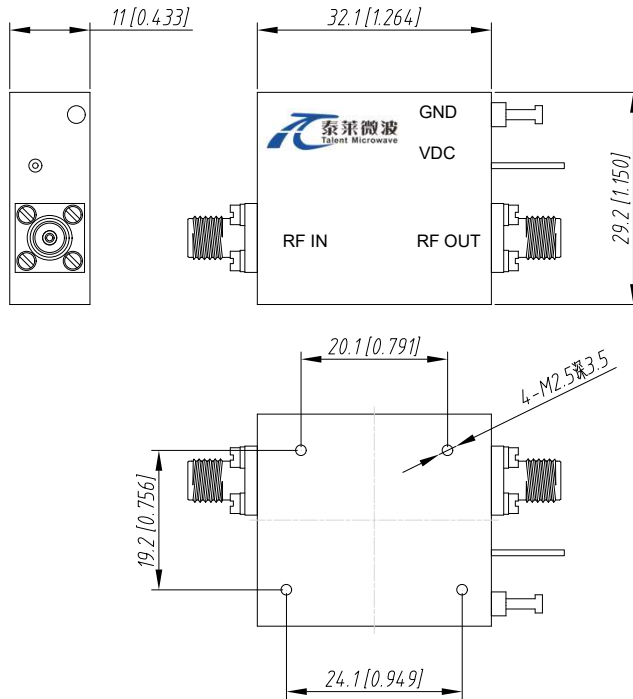 11 [0.433]
32.1 [1.264]
泰莱微波
Talent Microwave
GND
VDC
RF IN
RF OUT
29.2 [1.150]
20.1 [0.791]
4-M2.5深3.5
19.2 [0.756]
24.1 [0.949]